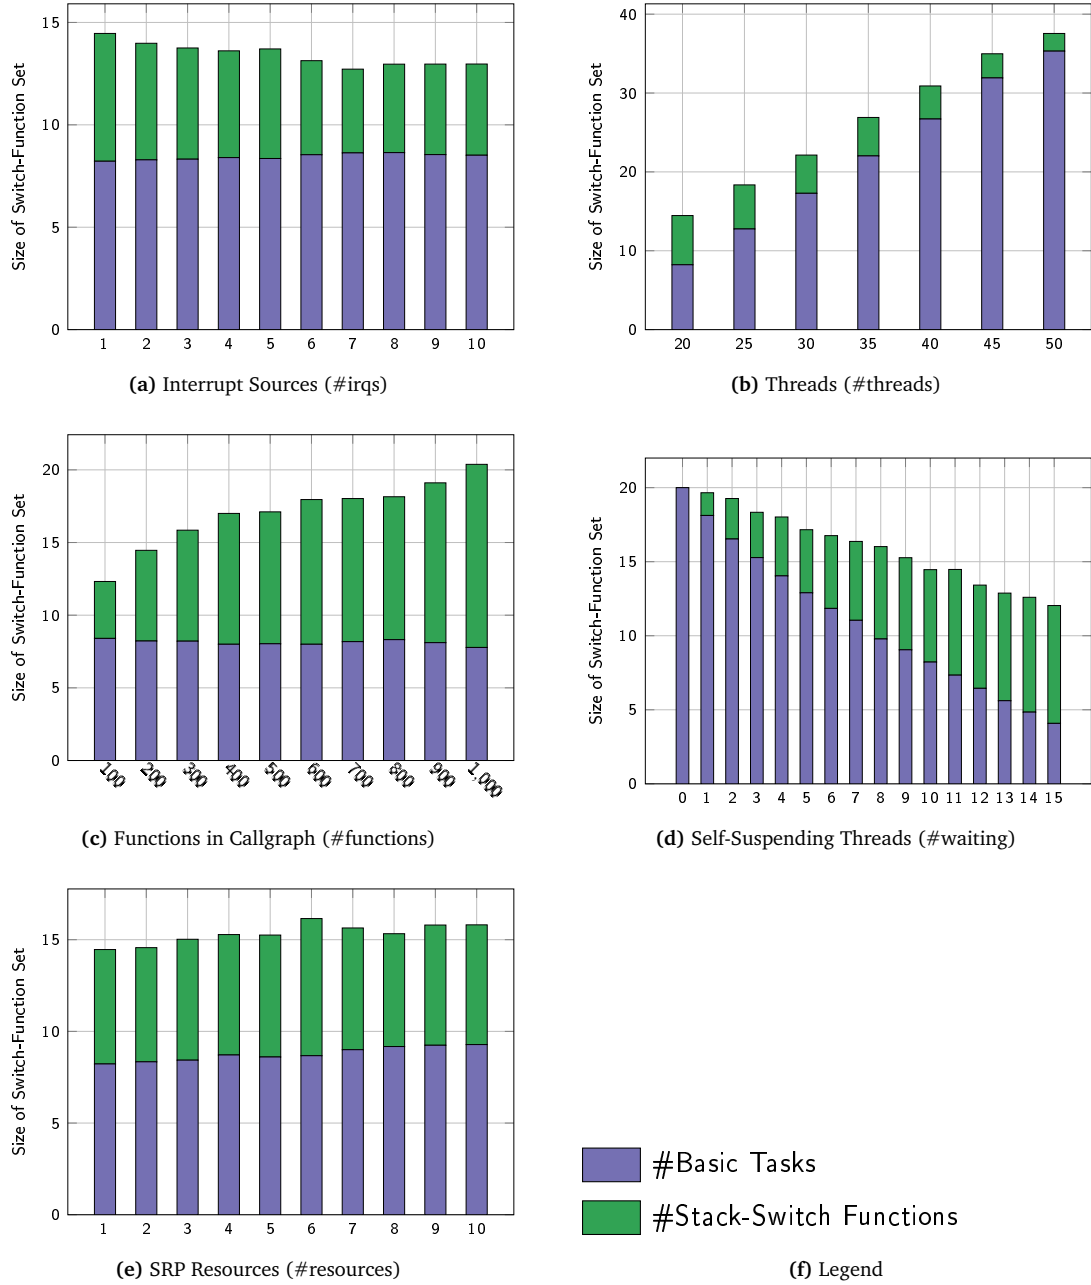 Size of Switch-Function Set
15
10
5
0
1 2 3 4 5 6 7 8 9 10
(a) Interrupt Sources (#irqs)
Size of Switch-Function Set
40
30
20
10
0
20 25 30 35 40 45 50
(b) Threads (#threads)
Size of Switch-Function Set
20
15
10
5
0
100 200 300 400 500 600 700 800 900 1,000
(c) Functions in Callgraph (#functions)
Size of Switch-Function Set
20
15
10
5
0
0 1 2 3 4 5 6 7 8 9 10 11 12 13 14 15
(d) Self-Suspending Threads (#waiting)
Size of Switch-Function Set
15
10
5
0
1 2 3 4 5 6 7 8 9 10
(e) SRP Resources (#resources)
#Basic Tasks
#Stack-Switch Functions
(f) Legend